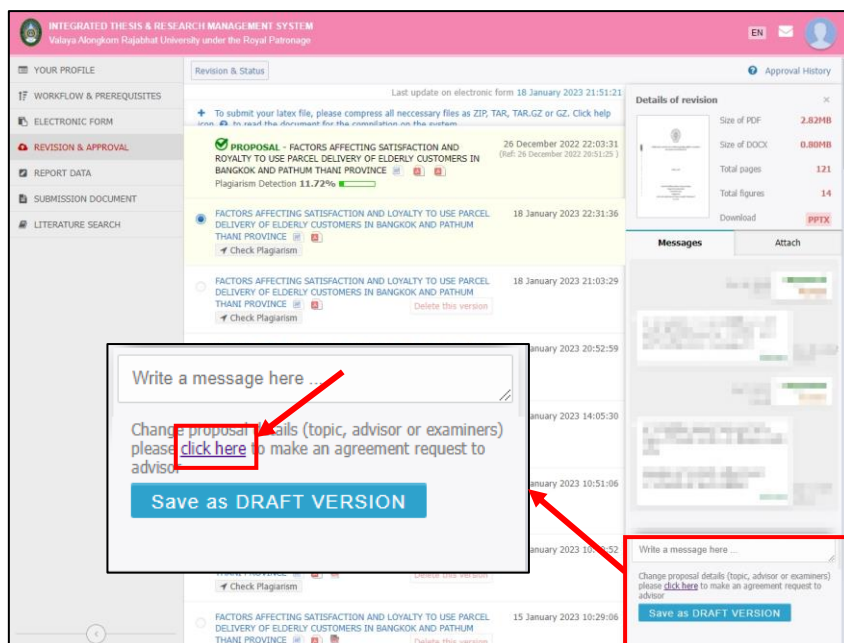 INTEGRATED THESIS & RESEARCH MANAGEMENT SYSTEM
Valaya Alongkorn Rajabhat University under the Royal Patronage
EN
YOUR PROFILE
WORKFLOW & PREREQUISITES
ELECTRONIC FORM
REVISION & APPROVAL
REPORT DATA
SUBMISSION DOCUMENT
LITERATURE SEARCH
Revision & Status
Approval History
Last update on electronic form 18 January 2023 21:51:21
To submit your latex file, please compress all neccessary files as ZIP, TAR, TAR.GZ or GZ. Click help
icon to read the document for the compilation on the system
PROPOSAL - FACTORS AFFECTING SATISFACTION AND
ROYALTY TO USE PARCEL DELIVERY OF ELDERLY CUSTOMERS IN
BANGKOK AND PATHUM THANI PROVINCE
Plagiarism Detection 11.72%
26 December 2022 22:03:31
(Ref: 26 December 2022 20:51:25 )
FACTORS AFFECTING SATISFACTION AND LOYALTY TO USE PARCEL
DELIVERY OF ELDERLY CUSTOMERS IN BANGKOK AND PATHUM
THANI PROVINCE
Check Plagiarism
18 January 2023 22:31:36
FACTORS AFFECTING SATISFACTION AND LOYALTY TO USE PARCEL
DELIVERY OF ELDERLY CUSTOMERS IN BANGKOK AND PATHUM
THANI PROVINCE
Delete this version
Check Plagiarism
18 January 2023 21:03:29
January 2023 20:52:59
January 2023 14:05:30
January 2023 10:51:06
January 2023
THANI PROVINCE
Delete this version
Check Plagiarism
FACTORS AFFECTING SATISFACTION AND LOYALTY TO USE PARCEL
DELIVERY OF ELDERLY CUSTOMERS IN BANGKOK AND PATHUM
THANI PROVINCE
Delete this version
15 January 2023 10:29:06
Details of revision ×
Size of PDF 2.82MB
Size of DOCX 0.80MB
Total pages 121
Total figures 14
Download PPTX
Messages
Attach
Write a message here ...
Change proposal details (topic, advisor or examiners)
please click here to make an agreement request to
advisor
Save as DRAFT VERSION
Write a message here ...
Change proposal details (topic, advisor or examiners)
please click here to make an agreement request to
advisor
Save as DRAFT VERSION